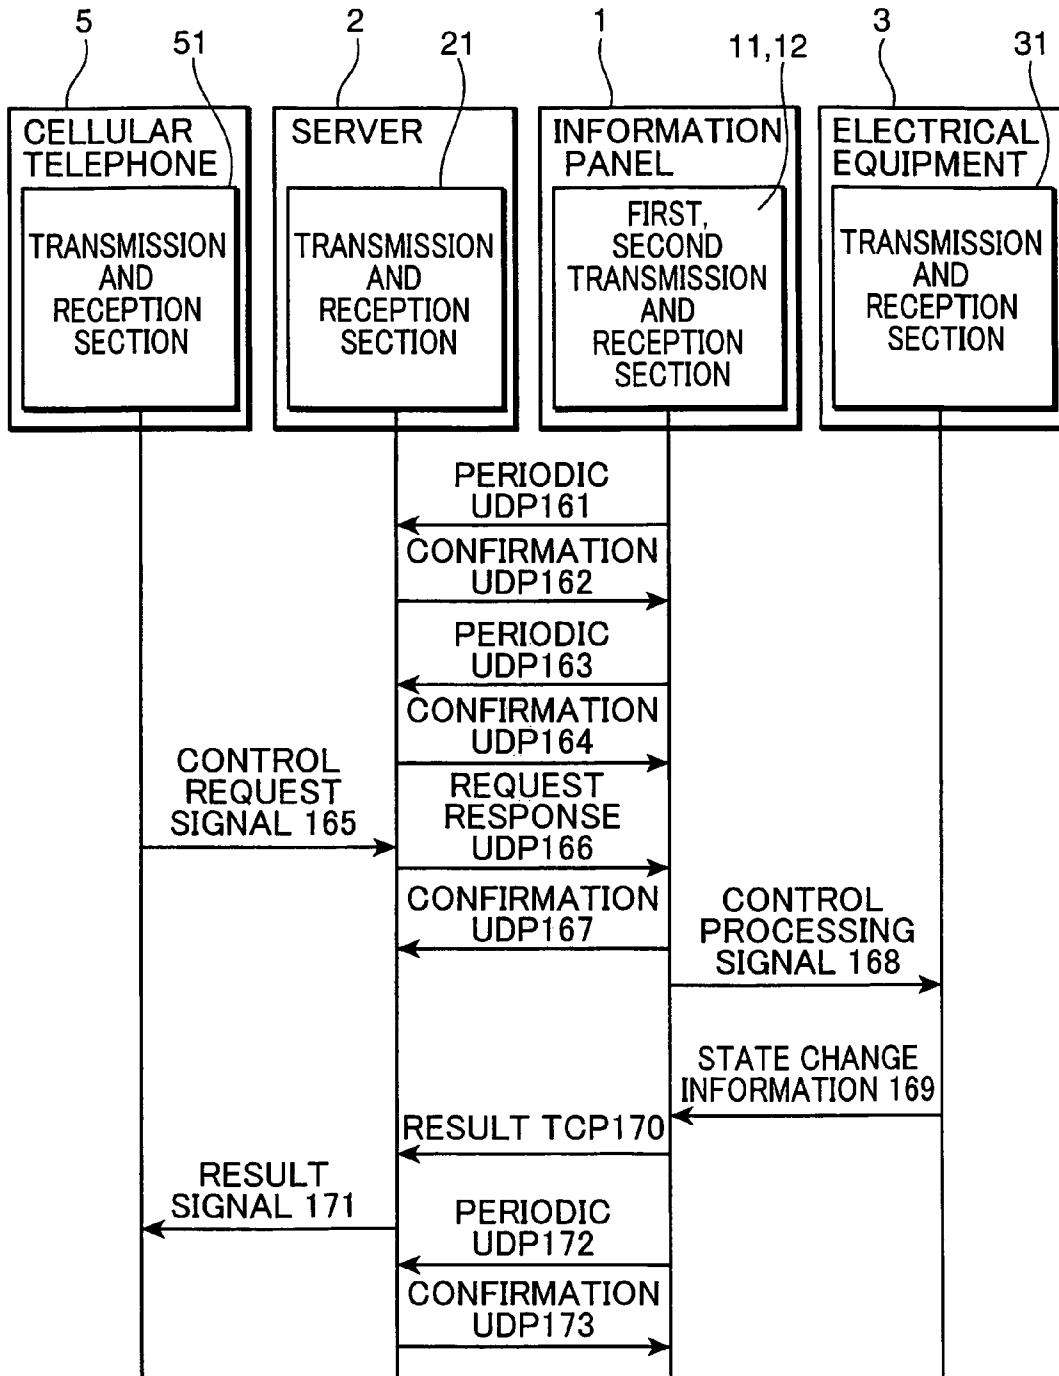 5
51
2
21
1
11,12
3
31
CELLULAR
TELEPHONE
TRANSMISSION
AND
RECEPTION
SECTION
SERVER
TRANSMISSION
AND
RECEPTION
SECTION
INFORMATION
PANEL
FIRST,
SECOND
TRANSMISSION
AND
RECEPTION
SECTION
ELECTRICAL
EQUIPMENT
TRANSMISSION
AND
RECEPTION
SECTION
PERIODIC
UDP161
CONFIRMATION
UDP162
PERIODIC
UDP163
CONFIRMATION
UDP164
CONTROL
REQUEST
SIGNAL 165
REQUEST
RESPONSE
UDP166
CONFIRMATION
UDP167
CONTROL
PROCESSING
SIGNAL 168
STATE CHANGE
INFORMATION 169
RESULT TCP170
RESULT
SIGNAL 171
PERIODIC
UDP172
CONFIRMATION
UDP173